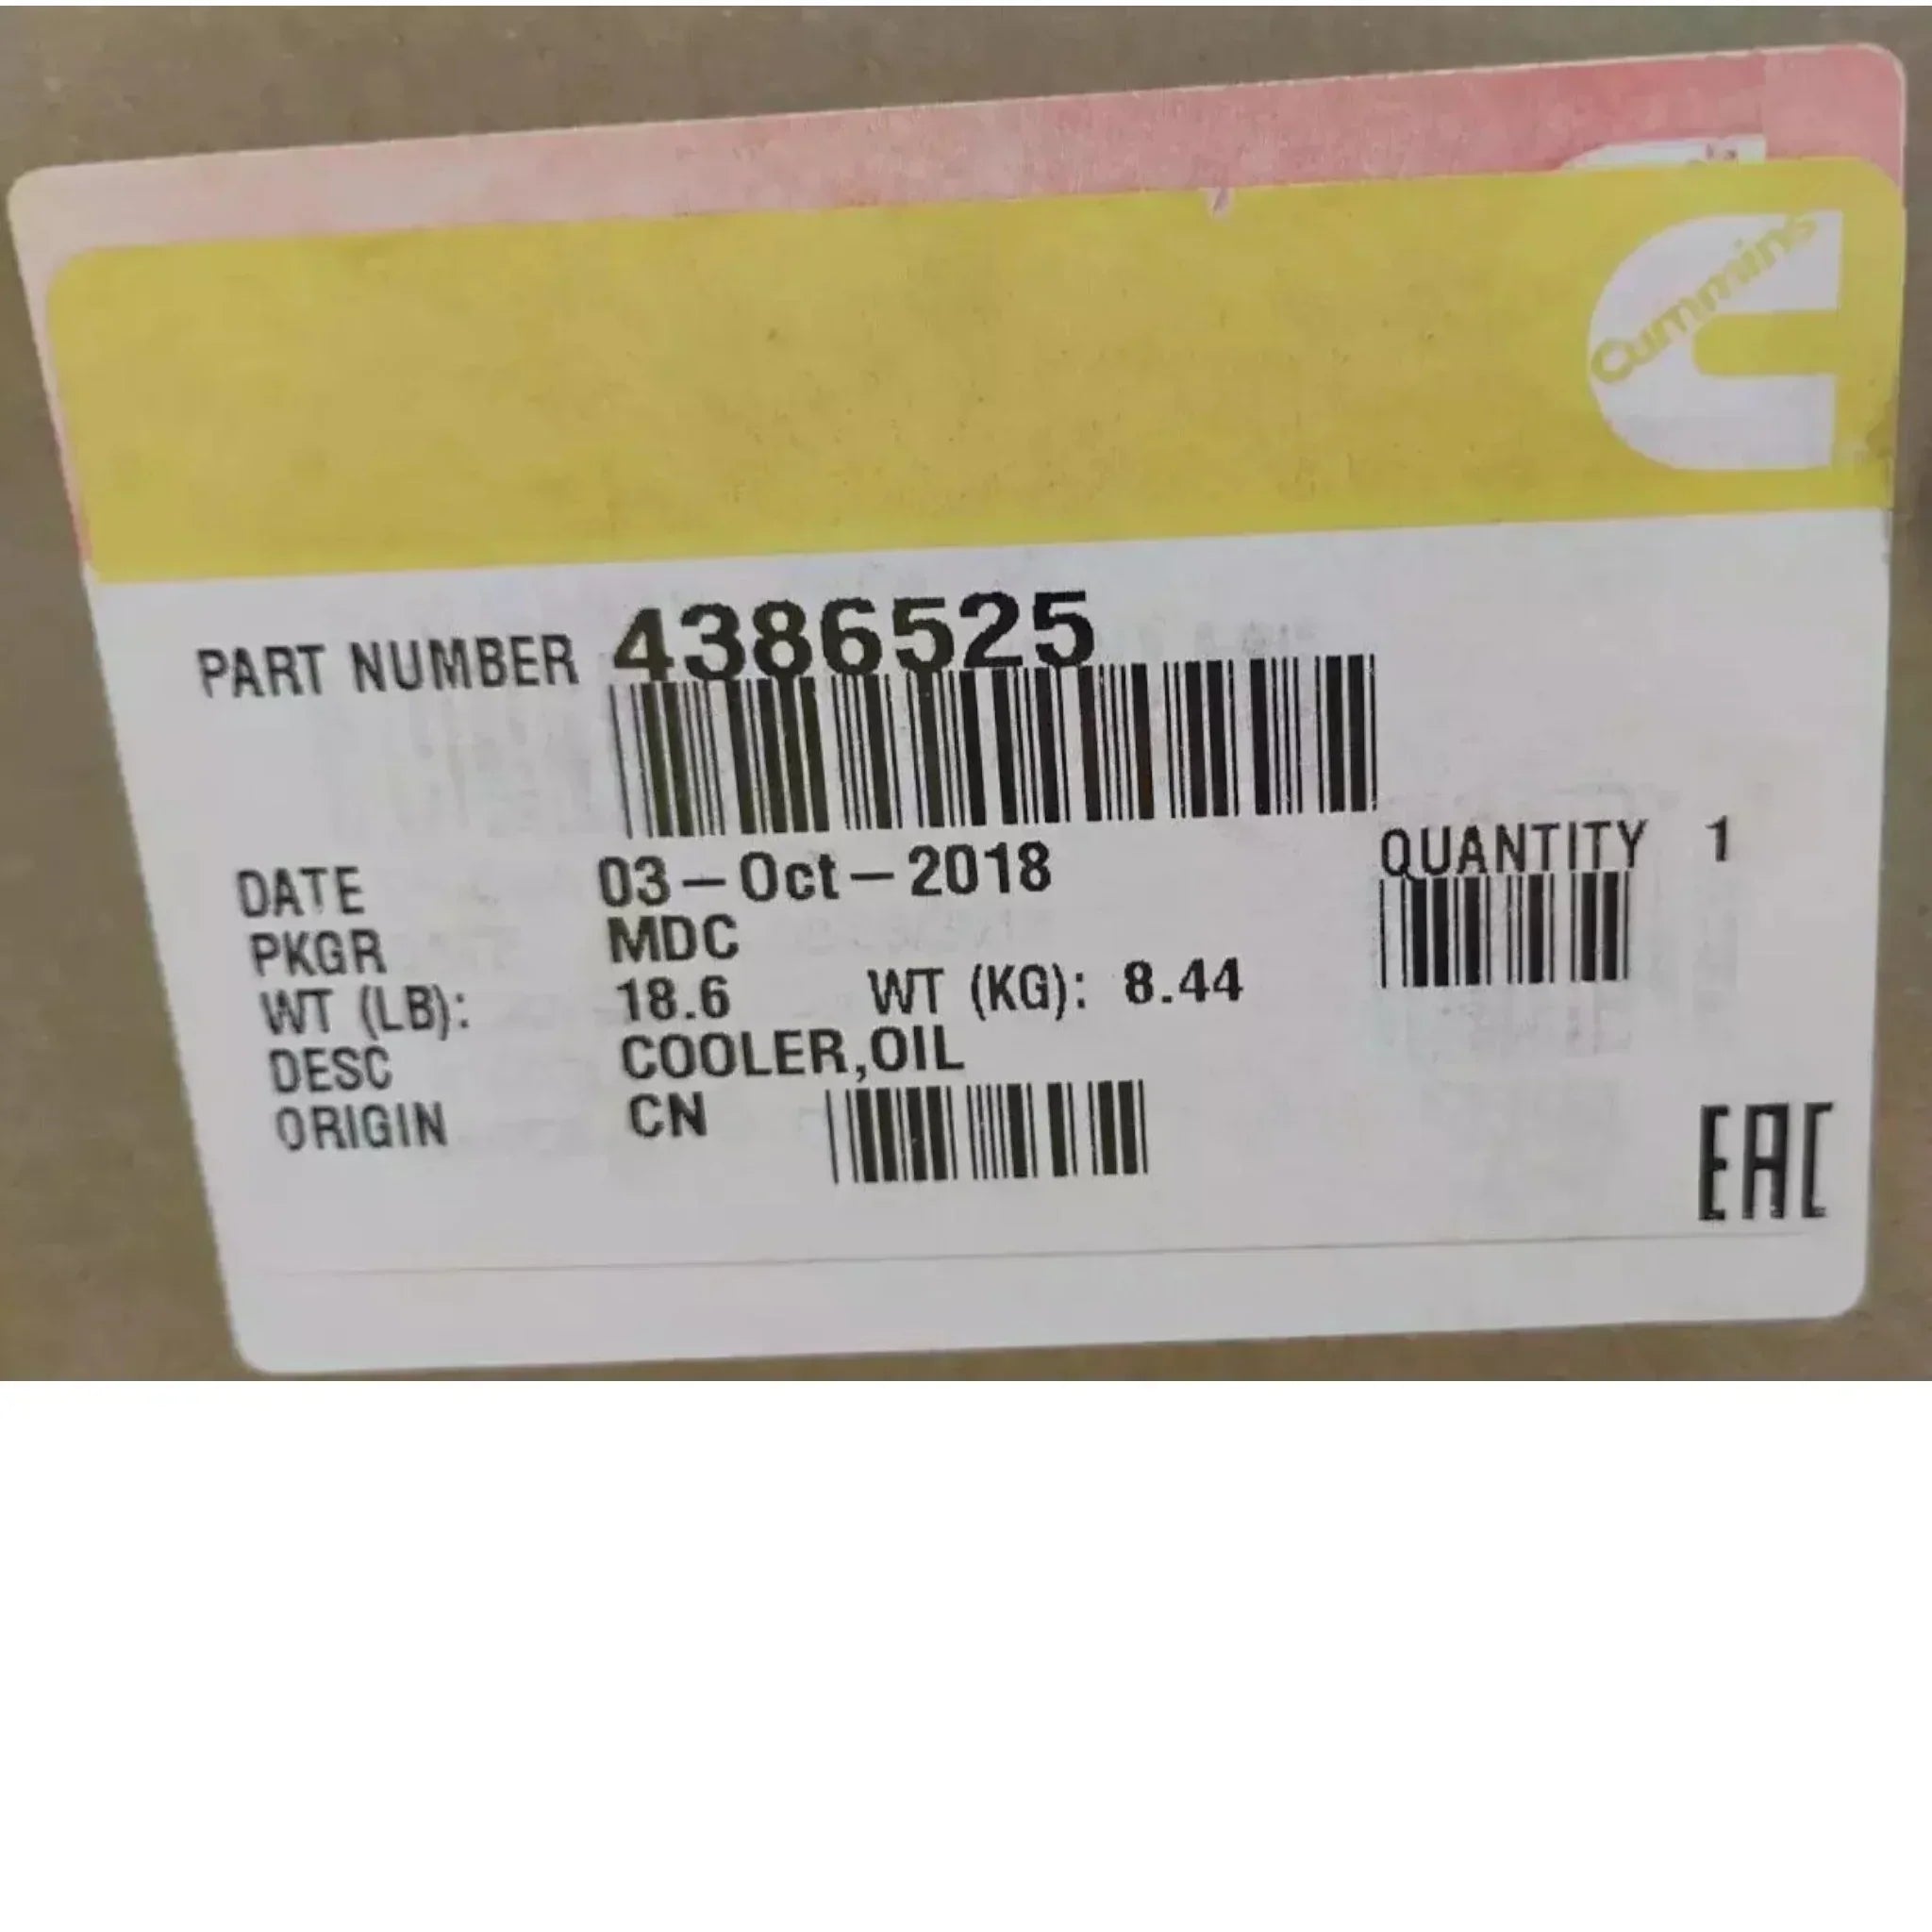 Cummins
PART NUMBER 4386525
DATE 03-Oct-2018
QUANTITY 1
PKGR MDC
WT (LB): 18.6 WT (KG): 8.44
DESC COOLER,OIL
ORIGIN CN
EAC